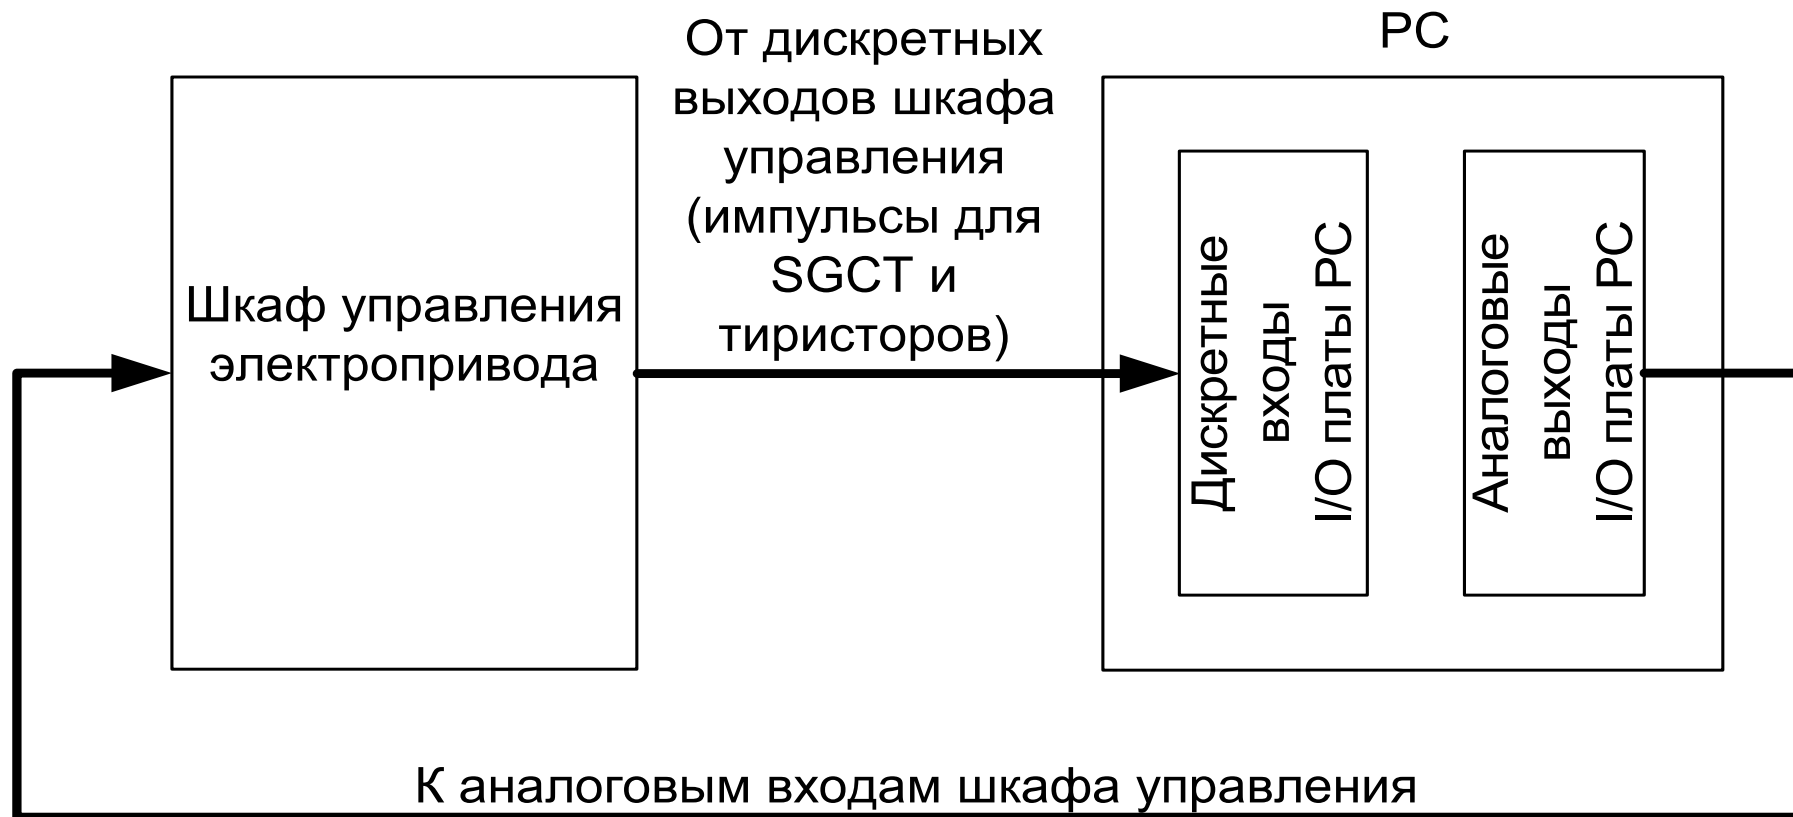 От дискретных
выходов шкафа
управления
(импульсы для
SGCT и
тиристоров)
PC
Шкаф управления
электропривода
Дискретные
входы
I/O платы PC
Аналоговые
выходы
I/O платы PC
К аналоговым входам шкафа управления